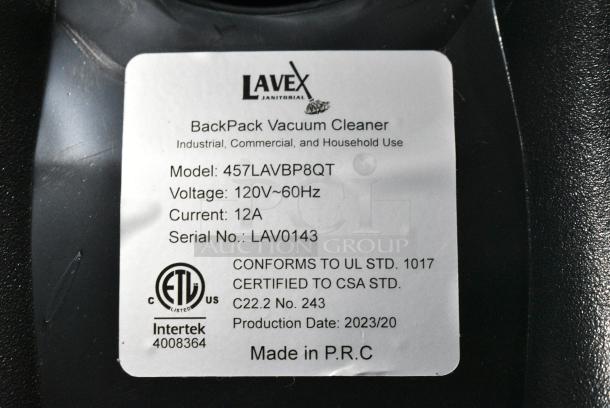 LAVEX
JANITORIAL
BackPack Vacuum Cleaner
Industrial, Commercial, and Household Use
Model: 457LAVBP8QT
Voltage: 120V~60Hz
Current: 12A
Serial No.: LAV0143
AUCTION GROUP
CONFORMS TO UL STD. 1017
CERTIFIED TO CSA STD.
C22.2 No. 243
Production Date: 2023/20
C ETL US
LISTED
Intertek
4008364
Made in P.R.C